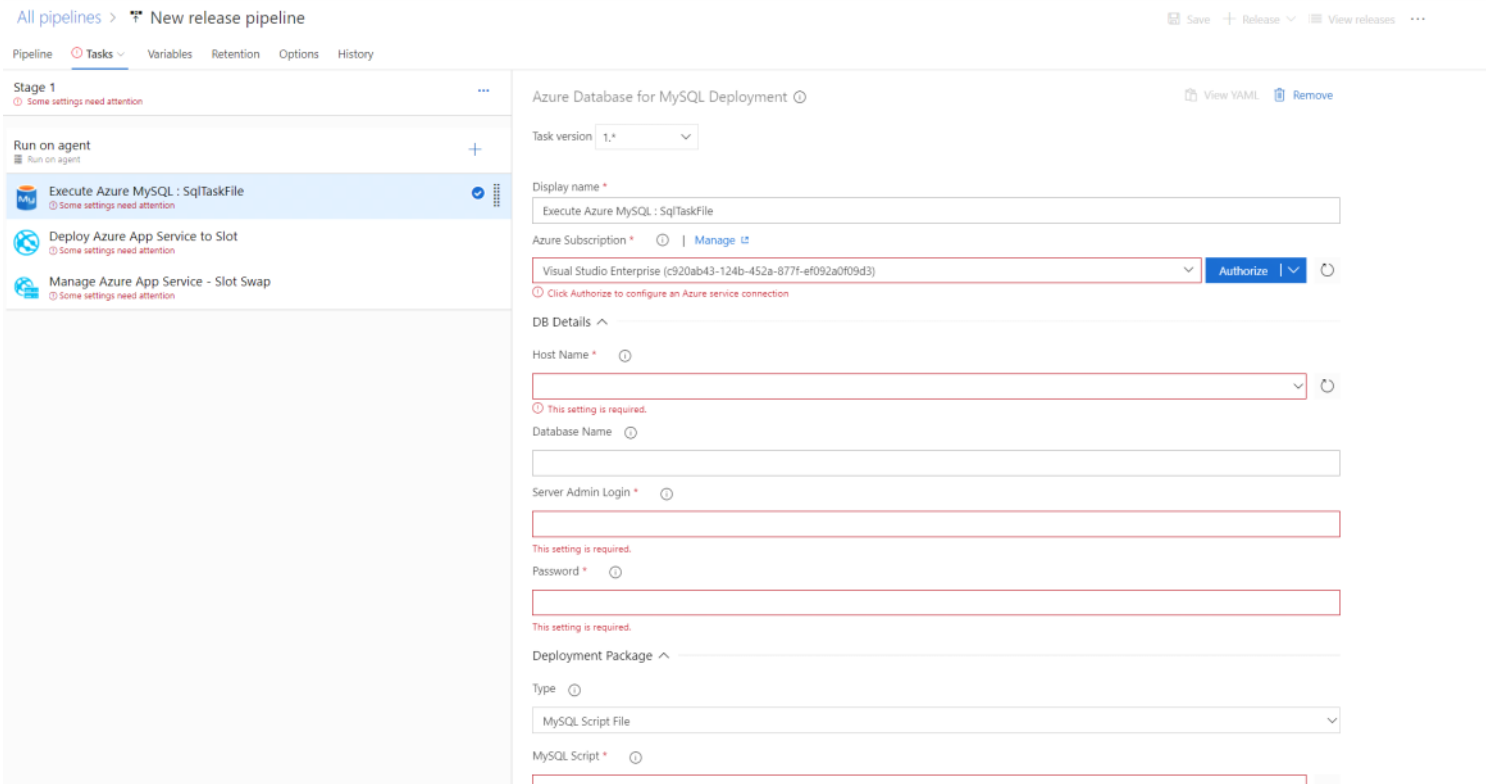 All pipelines > New release pipeline
Save + Release View releases ...
Pipeline Tasks Variables Retention Options History
Stage 1
Some settings need attention
...
Run on agent
Run on agent
+
Execute Azure MySQL : SqlTaskFile
Some settings need attention
Deploy Azure App Service to Slot
Some settings need attention
Manage Azure App Service - Slot Swap
Some settings need attention
Azure Database for MySQL Deployment
View YAML Remove
Task version 1.*
Display name *
Execute Azure MySQL : SqlTaskFile
Azure Subscription * | Manage
Visual Studio Enterprise (c920ab43-124b-452a-877f-ef092a0f09d3)
Authorize
Click Authorize to configure an Azure service connection
DB Details
Host Name *
This setting is required.
Database Name
Server Admin Login *
This setting is required.
Password *
This setting is required.
Deployment Package
Type
MySQL Script File
MySQL Script *